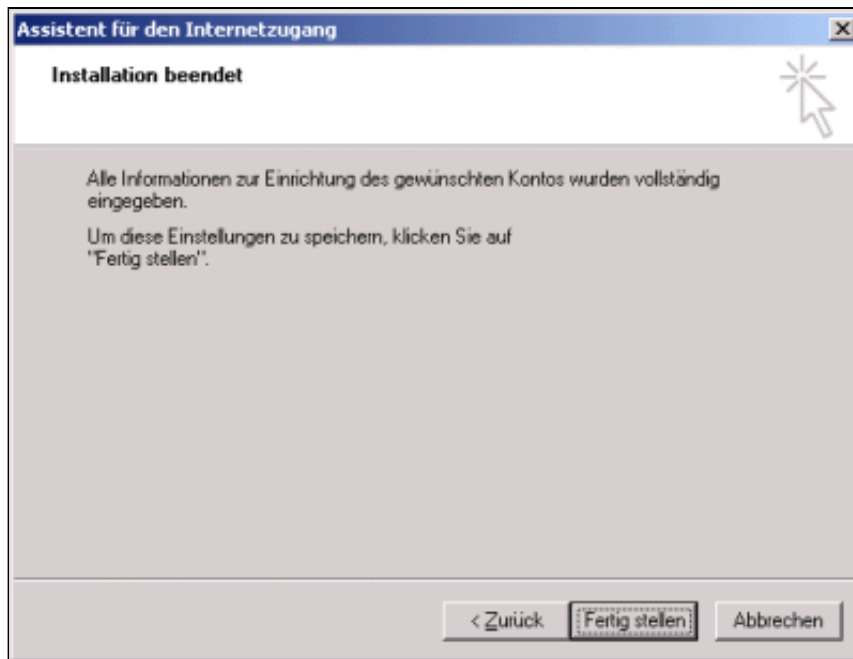 Assistent für den Internetzugang
Installation beendet
Alle Informationen zur Einrichtung des gewünschten Kontos wurden vollständig
eingegeben.
Um diese Einstellungen zu speichern, klicken Sie auf
"Fertig stellen".
< Zurück Fertig stellen Abbrechen